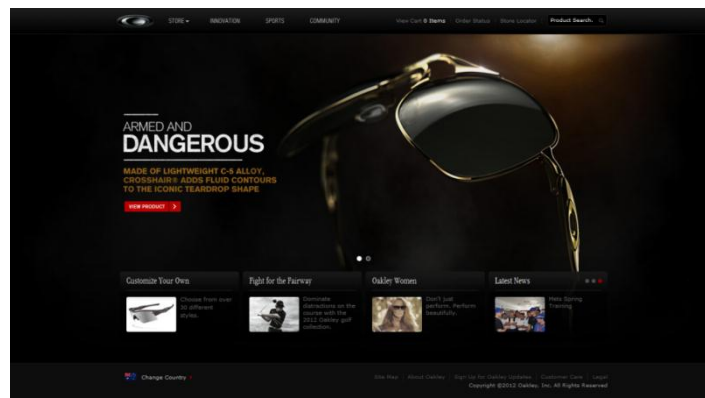 STORE
INNOVATION
SPORTS
COMMUNITY
View Cart 0 Items
Order Status
Store Locator
Product Search.
ARMED AND
DANGEROUS
MADE OF LIGHTWEIGHT C-5 ALLOY,
CROSSHAIR® ADDS FLUID CONTOURS
TO THE ICONIC TEARDROP SHAPE
VIEW PRODUCT
Customize Your Own
Choose from over
30 different
styles.
Fight for the Fairway
Dominate
distractions on the
course with the
2012 Oakley golf
collection.
Oakley Women
Don't just
perform. Perform
beautifully.
Latest News
Mets Spring
Training
Change Country
Site Map | About Oakley | Sign Up for Oakley Updates | Customer Care | Legal
Copyright ©2012 Oakley, Inc. All Rights Reserved